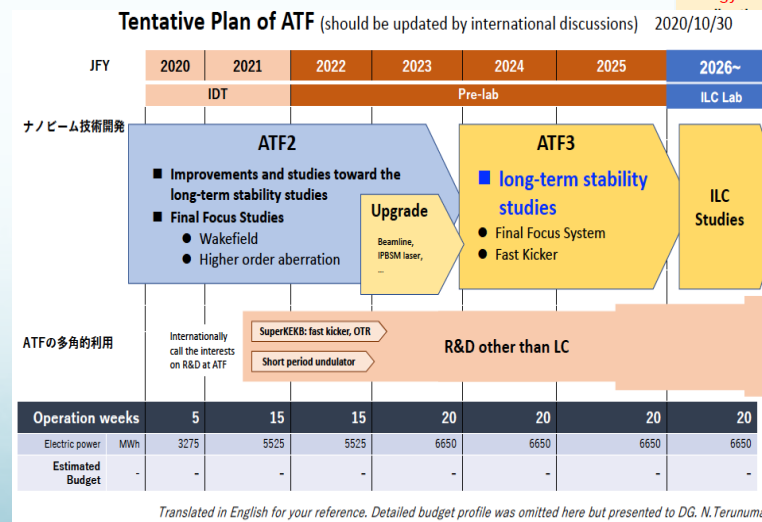 Tentative Plan of ATF (should be updated by international discussions) 2020/10/30
JFY 2020 2021 2022 2023 2024 2025 2026~
IDT Pre-lab ILC Lab
ナノビーム技術開発
ATF2
■ Improvements and studies toward the
long-term stability studies
■ Final Focus Studies
● Wakefield
● Higher order aberration
Upgrade
Beamline,
IPBSM laser,
...
ATF3
■ long-term stability
studies
● Final Focus System
● Fast Kicker
ILC
Studies
ATFの多角的利用
Internationally
call the interests
on R&D at ATF
SuperKEKB: fast kicker, OTR
Short period undulator
R&D other than LC
Operation weeks 5 15 15 20 20 20 20
Electric power MWh 3275 5525 5525 6650 6650 6650 6650
Estimated
Budget - - - - - - - -
Translated in English for your reference. Detailed budget profile was omitted here but presented to DG. N.Terunuma